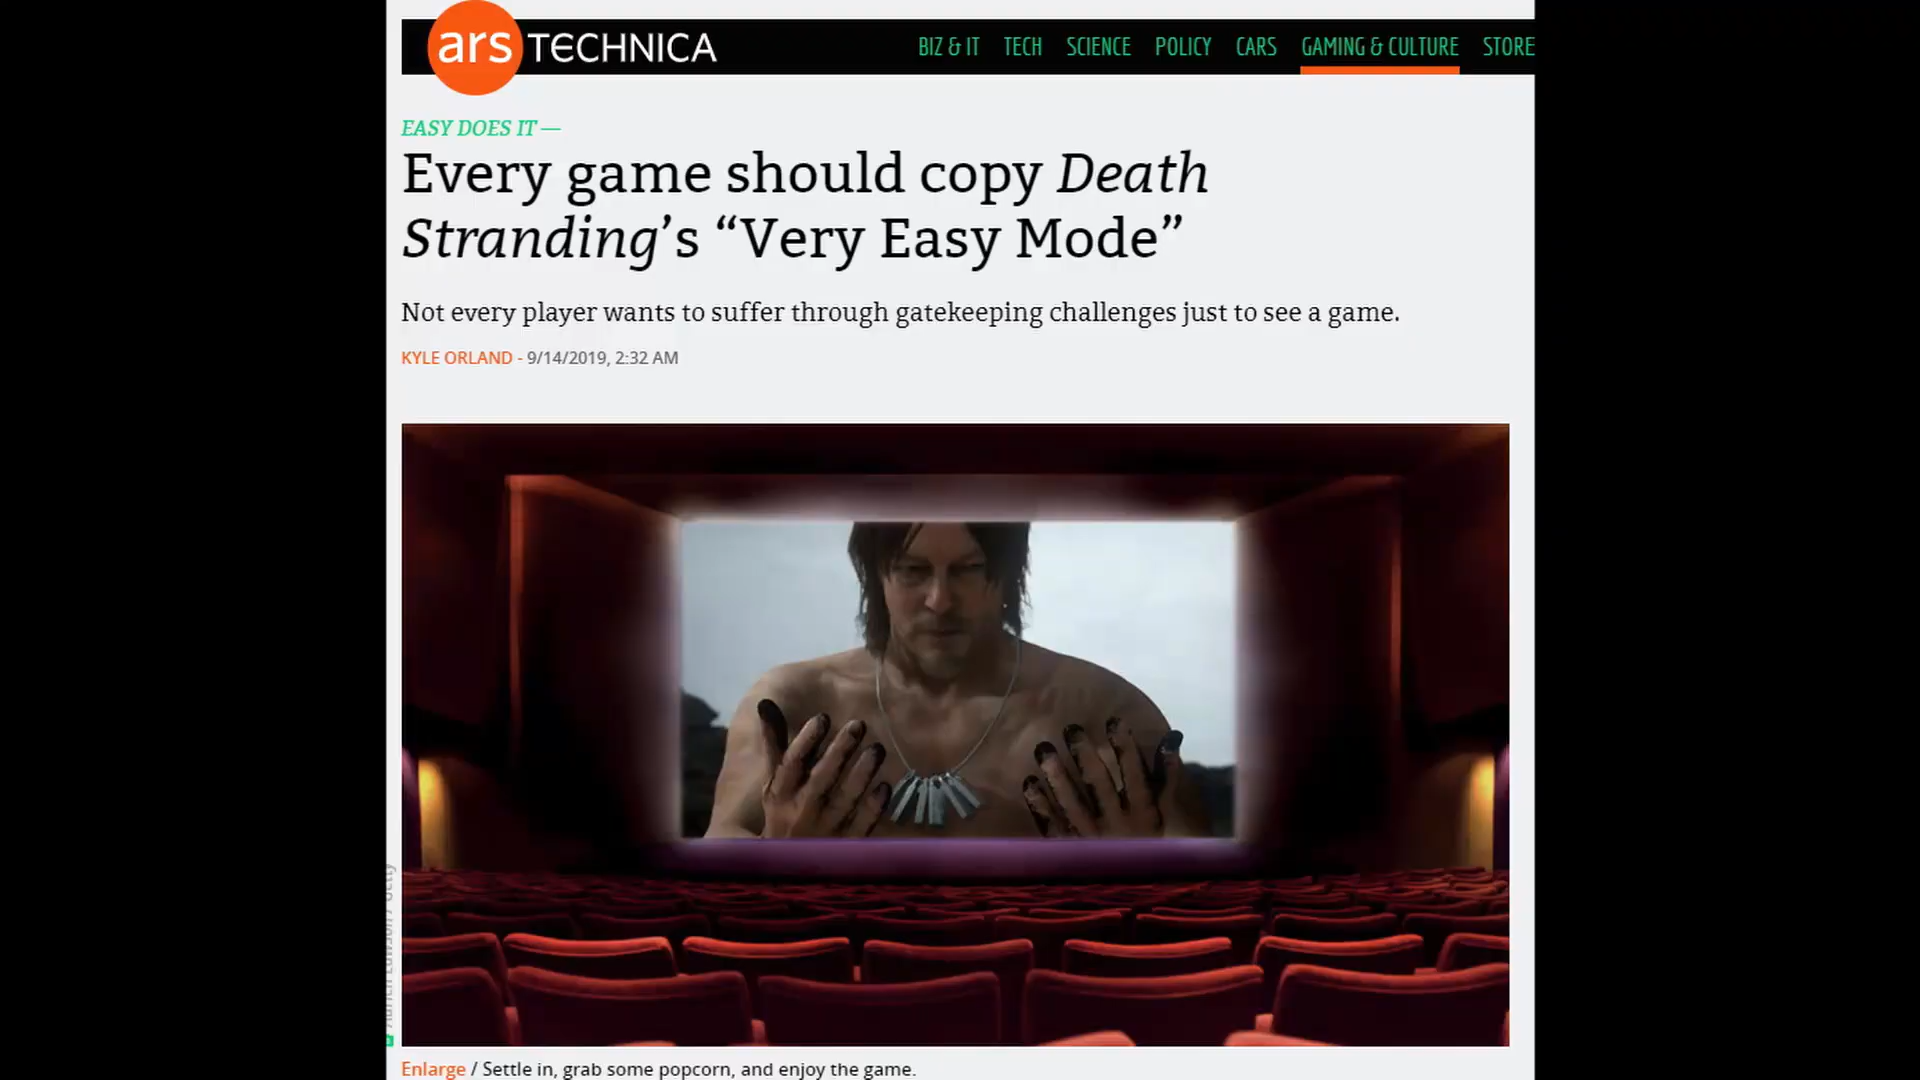 ars TECHNICA
BIZ & IT TECH SCIENCE POLICY CARS GAMING & CULTURE STORE
EASY DOES IT —
Every game should copy Death
Stranding’s “Very Easy Mode”
Not every player wants to suffer through gatekeeping challenges just to see a game.
KYLE ORLAND - 9/14/2019, 2:32 AM
Enlarge / Settle in, grab some popcorn, and enjoy the game.